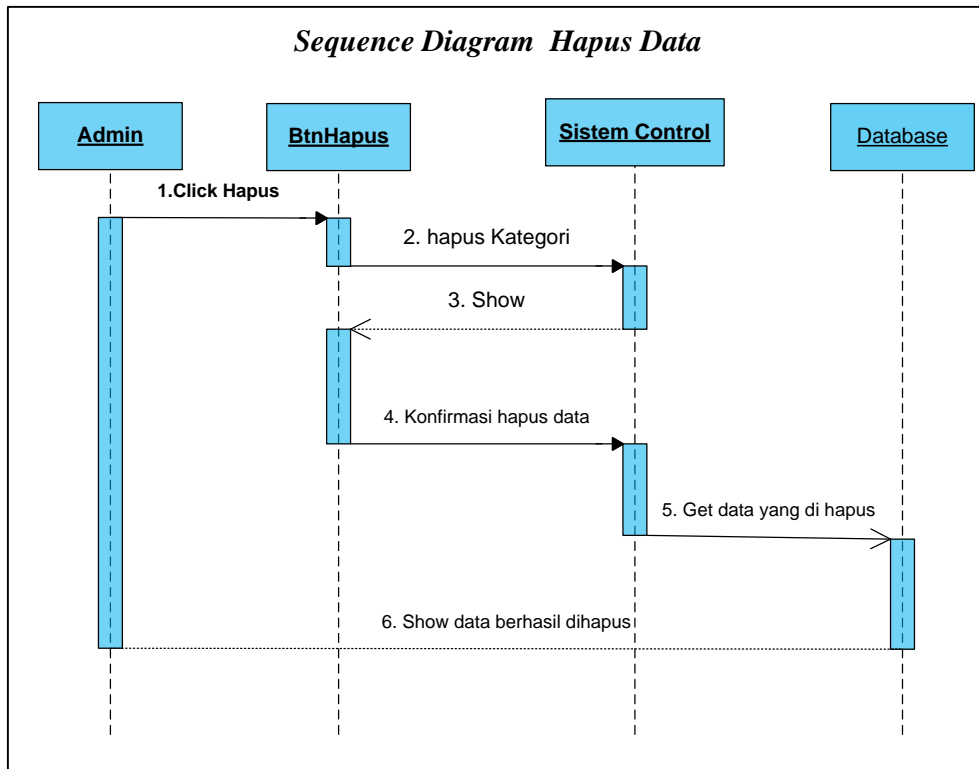 Sequence Diagram Hapus Data
Admin
BtnHapus
Sistem Control
Database
1.Click Hapus
2. hapus Kategori
3. Show
4. Konfirmasi hapus data
5. Get data yang di hapus
6. Show data berhasil dihapus